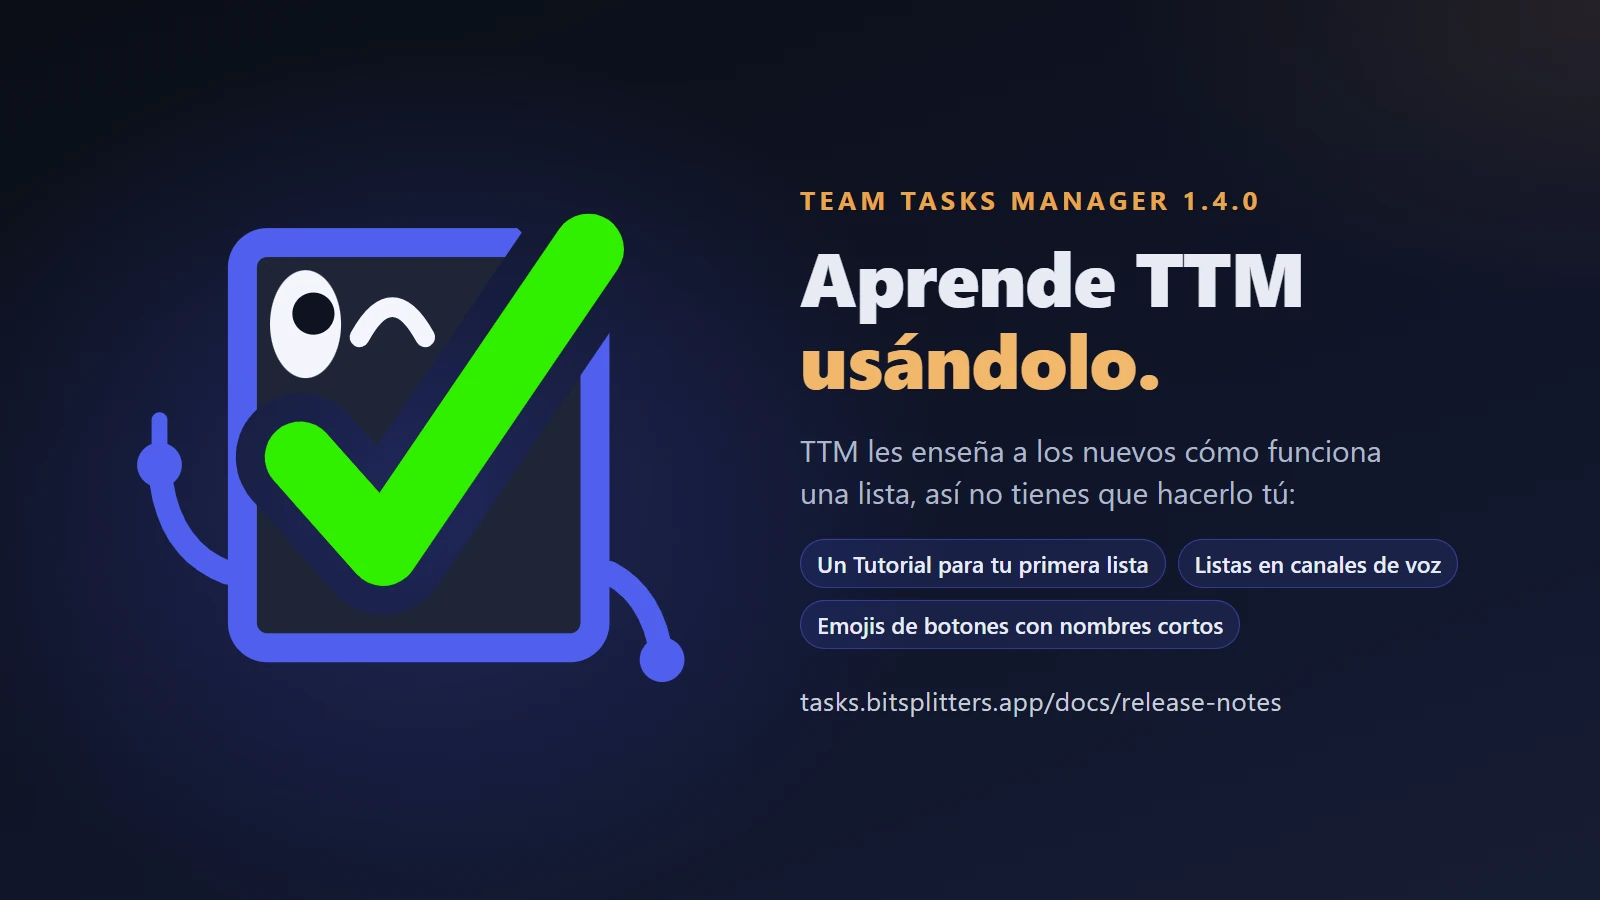 TEAM TASKS MANAGER 1.4.0
Aprende TTM
usándolo.
TTM les enseña a los nuevos cómo funciona
una lista, así no tienes que hacerlo tú:
Un Tutorial para tu primera lista
Listas en canales de voz
Emojis de botones con nombres cortos
tasks.bitsplitters.app/docs/release-notes